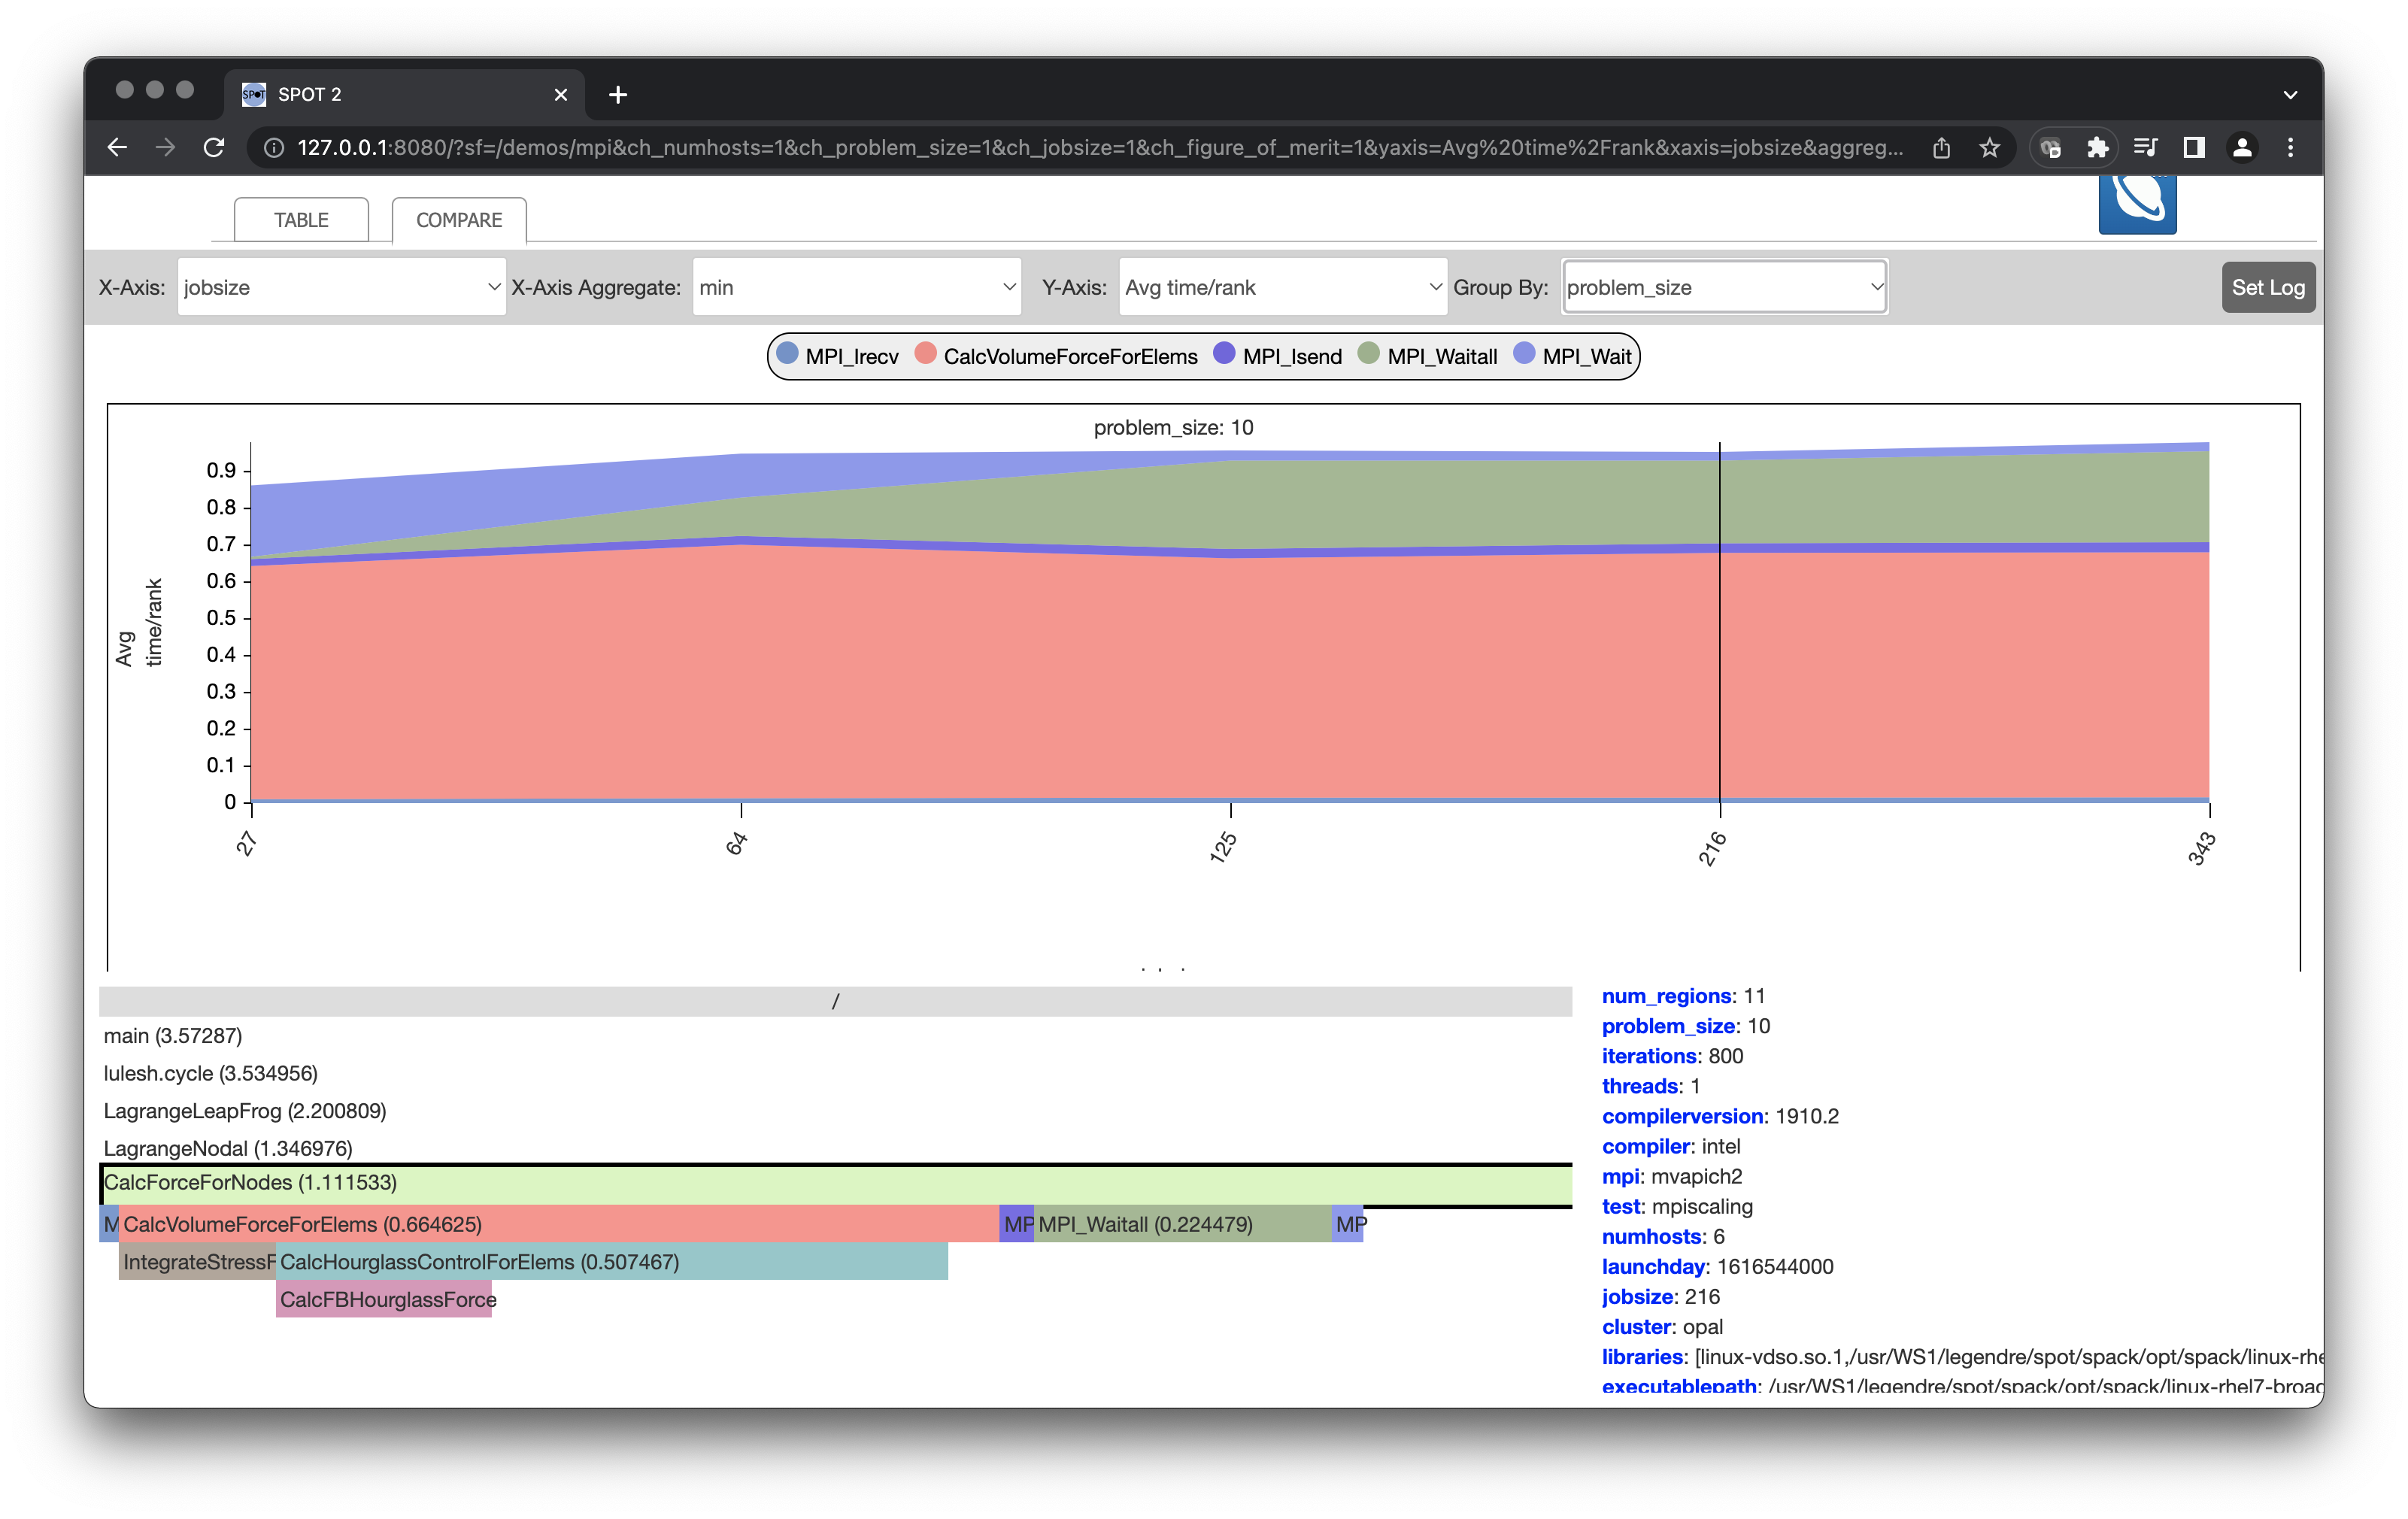 SPOT 2
127.0.0.1:8080/?sf=/demos/mpi&ch_numhosts=1&ch_problem_size=1&ch_jobsize=1&ch_figure_of_merit=1&yaxis=Avg%20time%2Frank&xaxis=jobsize&aggreg...
TABLE COMPARE
X-Axis: jobsize X-Axis Aggregate: min Y-Axis: Avg time/rank Group By: problem_size Set Log
MPI_Irecv CalcVolumeForceForElems MPI_Isend MPI_Waitall MPI_Wait
problem_size: 10
0.9
0.8
0.7
0.6
0.5
0.4
0.3
0.2
0.1
0
Avg
time/rank
27 64 125 216 343
/
main (3.57287)
lulesh.cycle (3.534956)
LagrangeLeapFrog (2.200809)
LagrangeNodal (1.346976)
CalcForceForNodes (1.111533)
M CalcVolumeForceForElems (0.664625) MP MPI_Waitall (0.224479) MP
IntegrateStressF CalcHourglassControlForElems (0.507467)
CalcFBHourglassForce
num_regions: 11
problem_size: 10
iterations: 800
threads: 1
compilerversion: 1910.2
compiler: intel
mpi: mvapich2
test: mpiscaling
numhosts: 6
launchday: 1616544000
jobsize: 216
cluster: opal
libraries: [linux-vdso.so.1,/usr/WS1/legendre/spot/spack/opt/spack/linux-rhe
executablepath: /usr/WS1/legendre/spot/spack/opt/spack/linux-rhel7-broad